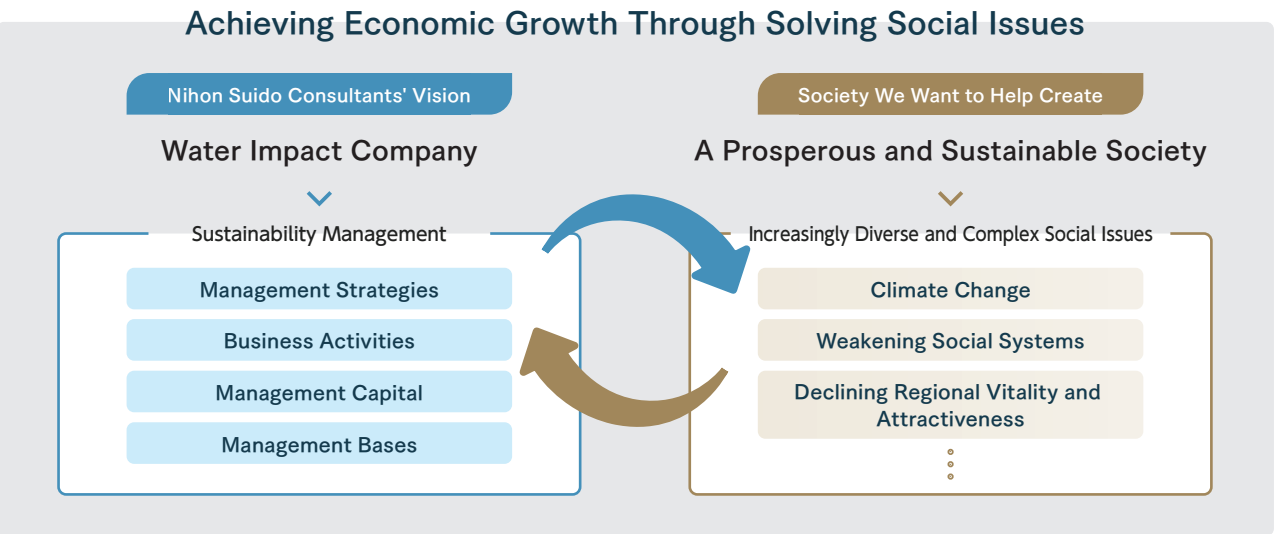 Achieving Economic Growth Through Solving Social Issues
Nihon Suido Consultants' Vision
Water Impact Company
Sustainability Management
Management Strategies
Business Activities
Management Capital
Management Bases
Society We Want to Help Create
A Prosperous and Sustainable Society
Increasingly Diverse and Complex Social Issues
Climate Change
Weakening Social Systems
Declining Regional Vitality and
Attractiveness